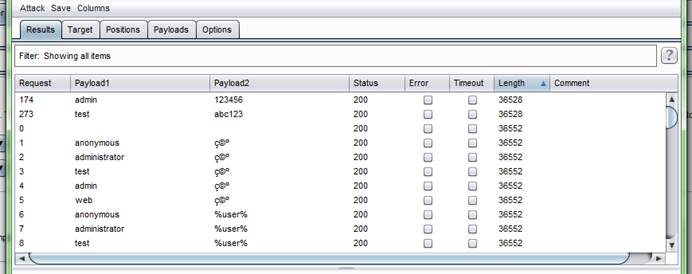 Attack Save Columns
Results Target Positions Payloads Options
Filter: Showing all items ?
Request Payload1 Payload2 Status Error Timeout Length Comment
174 admin 123456 200 36528
273 test abc123 200 36528
0 200 36552
1 anonymous ç©º 200 36552
2 administrator ç©º 200 36552
3 test ç©º 200 36552
4 admin ç©º 200 36552
5 web ç©º 200 36552
6 anonymous %user% 200 36552
7 administrator %user% 200 36552
8 test %user% 200 36552